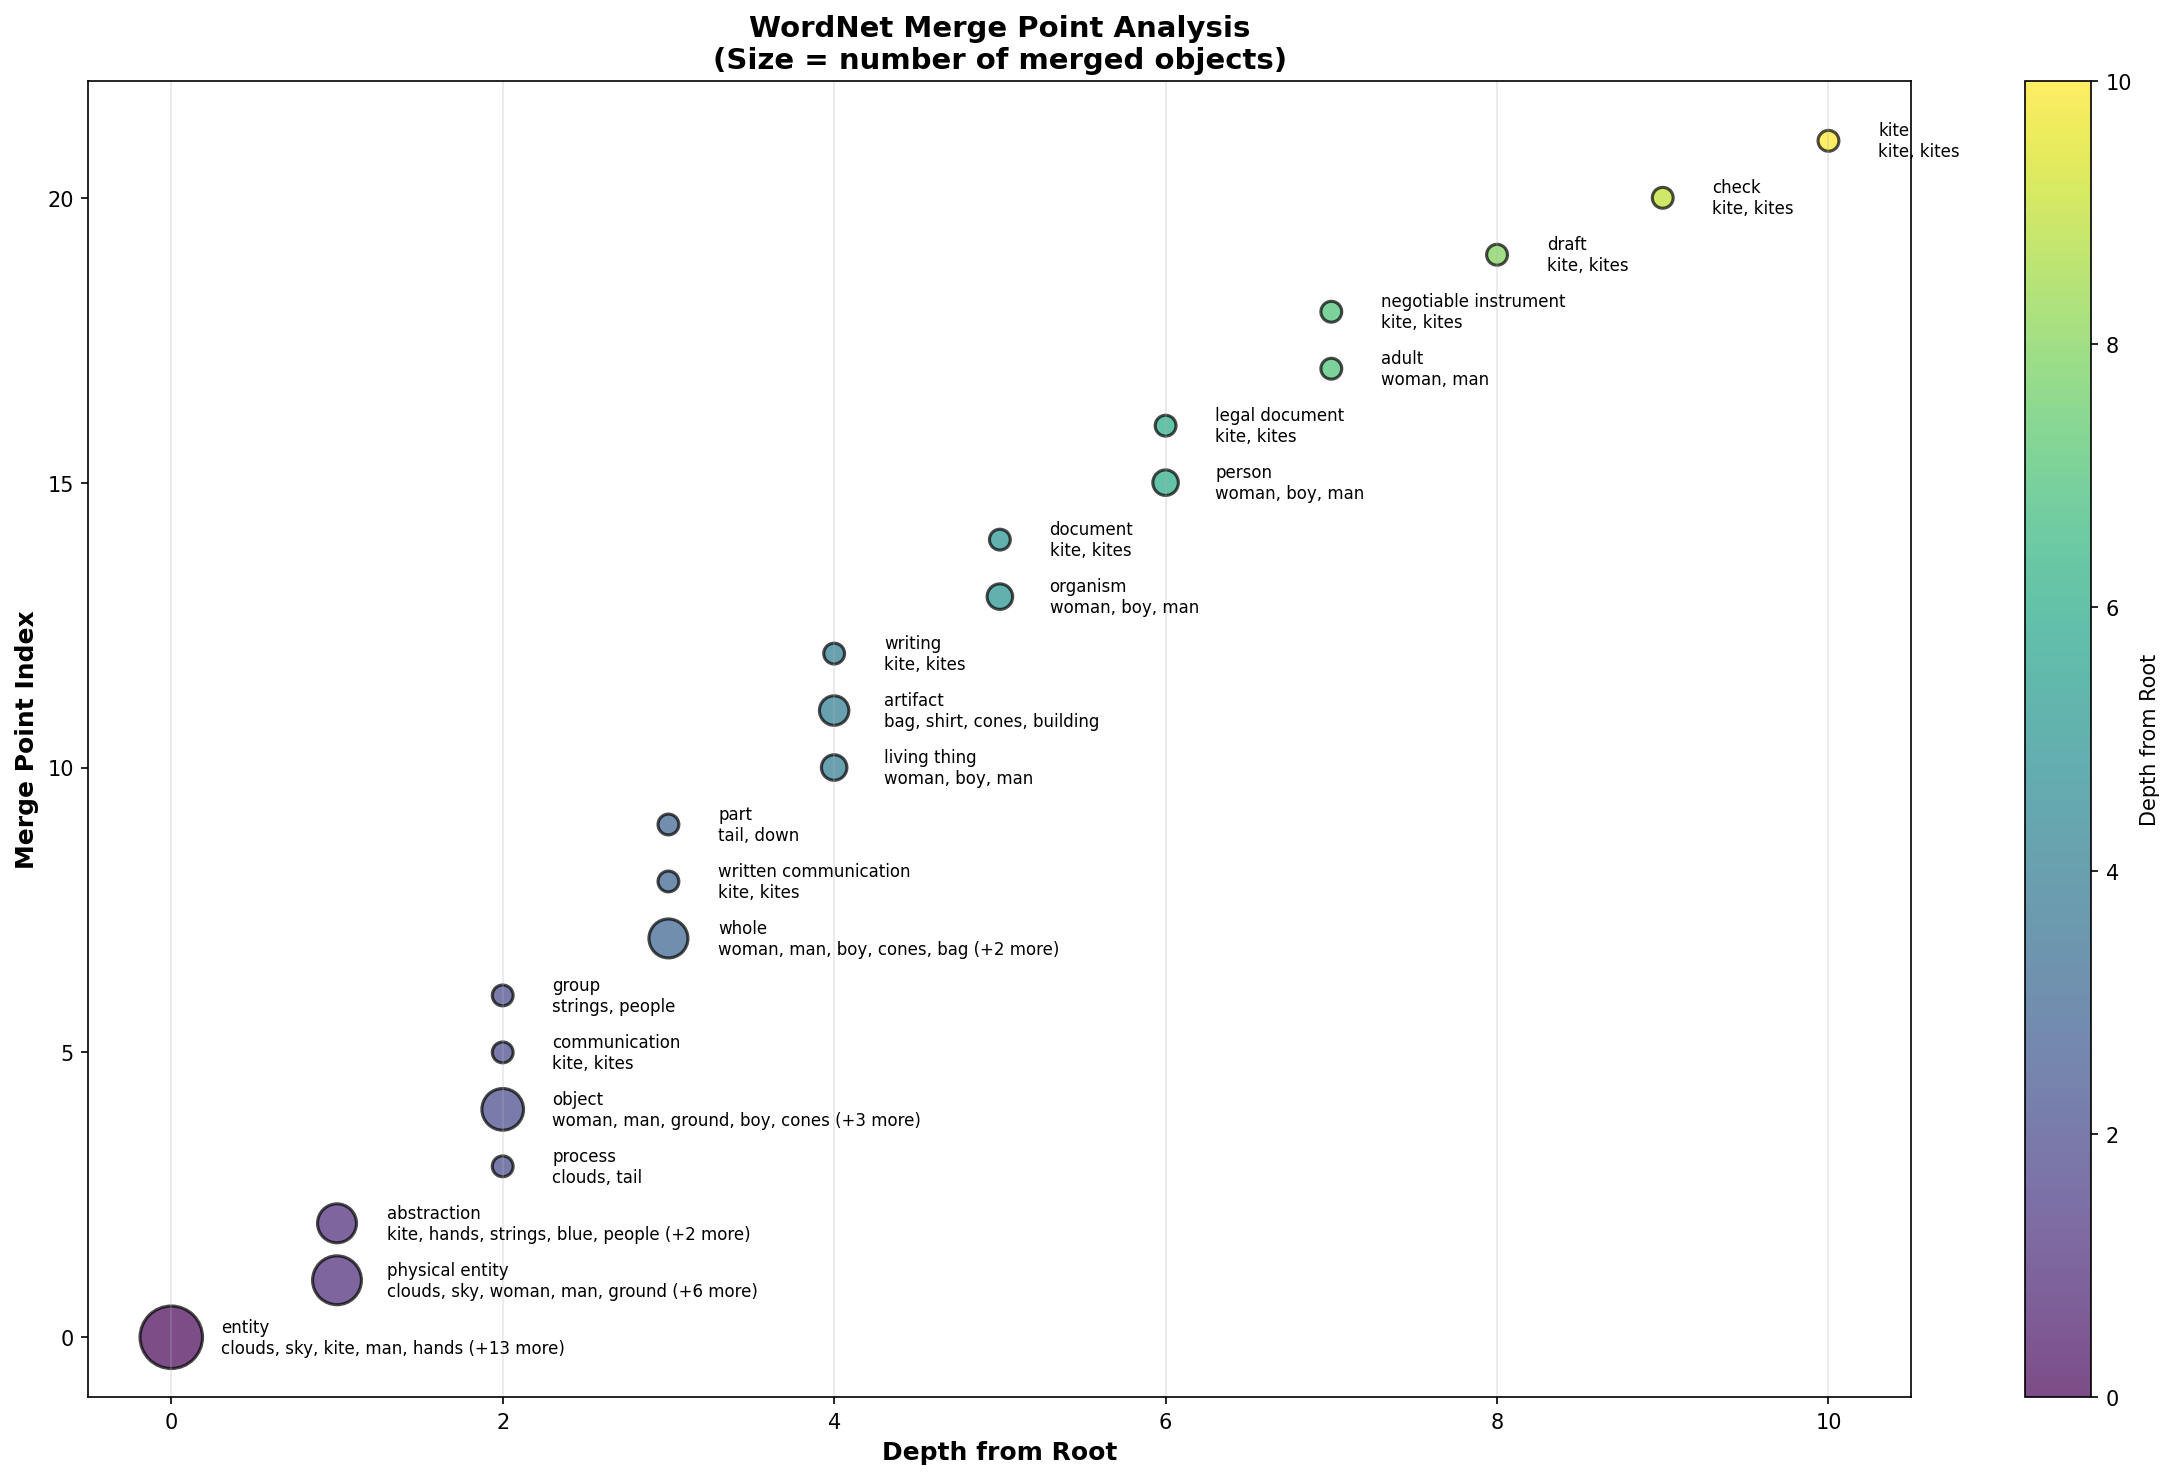 WordNet Merge Point Analysis
(Size = number of merged objects)
kite
kite, kites
check
kite, kites
draft
kite, kites
negotiable instrument
kite, kites
adult
woman, man
legal document
kite, kites
person
woman, boy, man
document
kite, kites
organism
woman, boy, man
writing
kite, kites
artifact
bag, shirt, cones, building
living thing
woman, boy, man
part
tail, down
written communication
kite, kites
whole
woman, man, boy, cones, bag (+2 more)
group
strings, people
communication
kite, kites
object
woman, man, ground, boy, cones (+3 more)
process
clouds, tail
abstraction
kite, hands, strings, blue, people (+2 more)
physical entity
clouds, sky, woman, man, ground (+6 more)
entity
clouds, sky, kite, man, hands (+13 more)
20
15
10
5
0
Merge Point Index
0 2 4 6 8 10
Depth from Root
10
8
6
4
2
0
Depth from Root